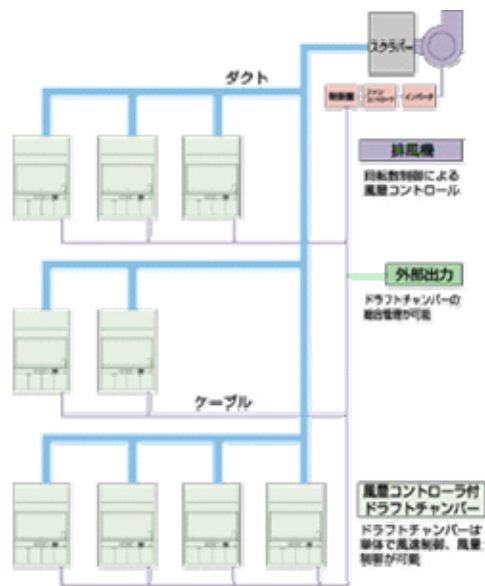 スクラバー
ダクト
制御盤
ファン
コントローラ
インバータ
排風機
回転数制御による
風量コントロール
外部出力
ドラフトチャンバーの
総合管理が可能
ケーブル
風量コントローラ付
ドラフトチャンバー
ドラフトチャンバーは
単体で風速制御、風量
制御が可能